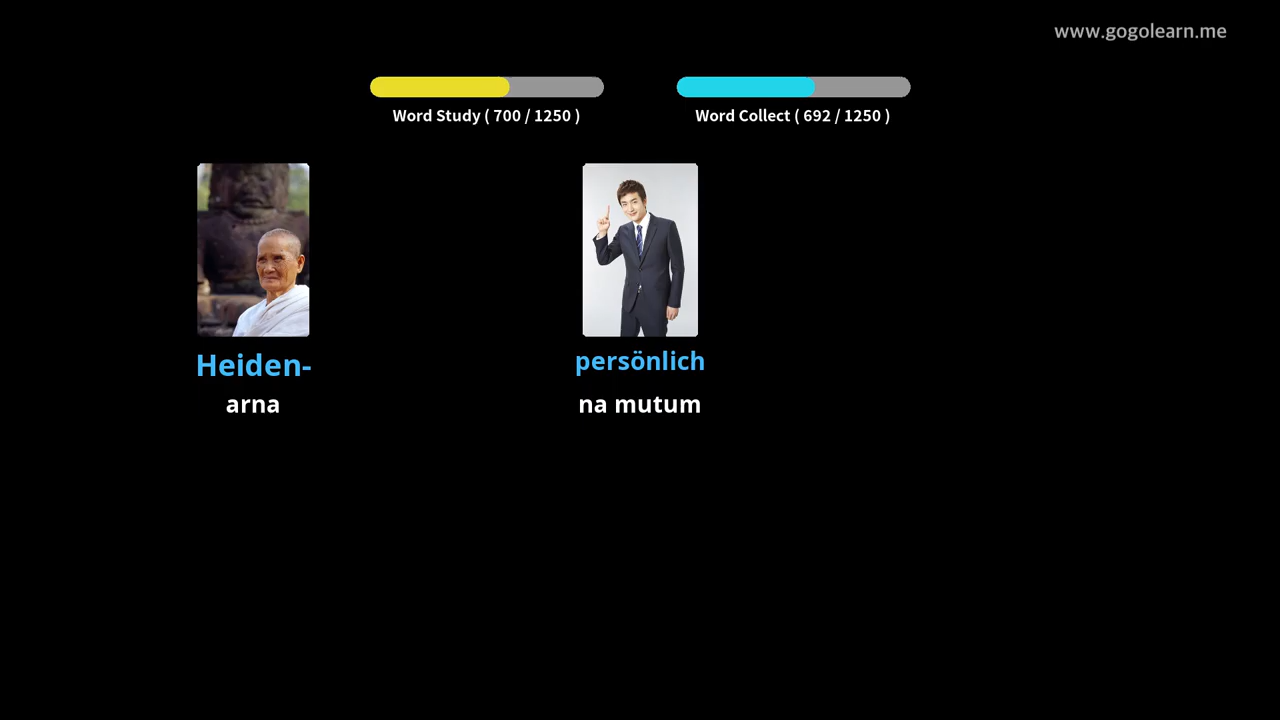 www.gogolearn.me
Word Study ( 700 / 1250 )
Word Collect ( 692 / 1250 )
Heiden-
arna
persönlich
na mutum